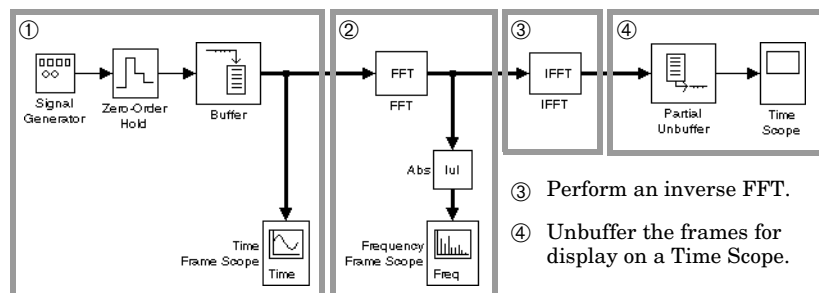 ①
②
③
④
FFT
IFFT
Signal
Generator
Zero-Order
Hold
Buffer
FFT
IFFT
Partial
Unbuffer
Time
Scope
Abs
|u|
Time
Frame Scope
Time
Frequency
Frame Scope
Freq
③ Perform an inverse FFT.
④ Unbuffer the frames for
display on a Time Scope.